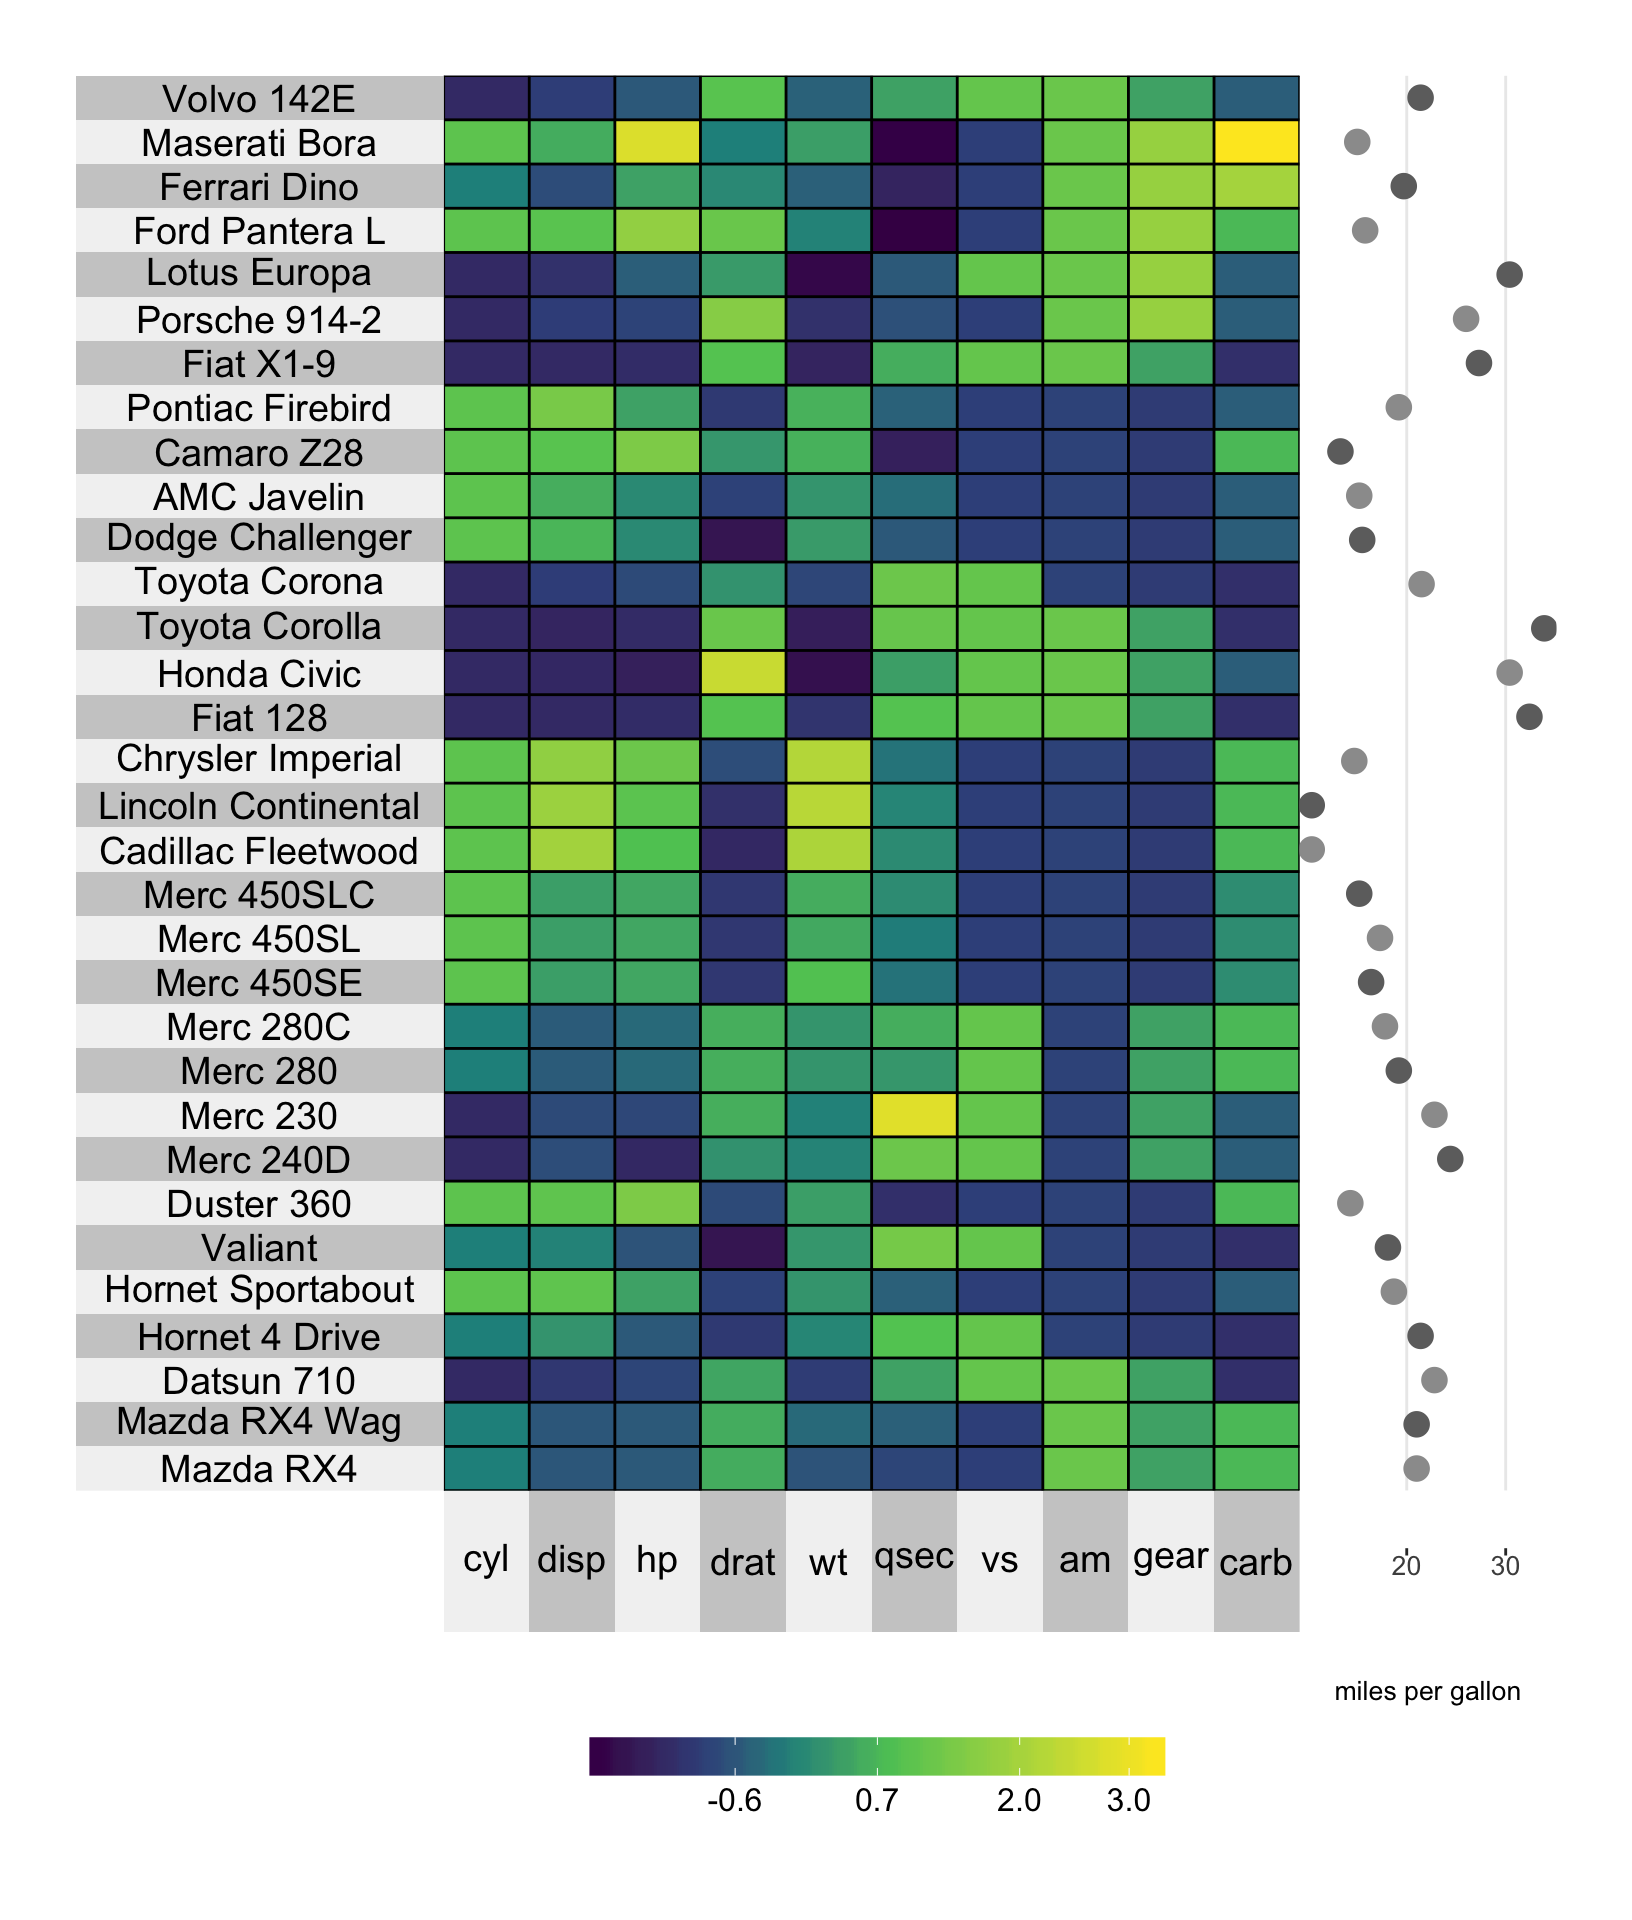 Volvo 142E
Maserati Bora
Ferrari Dino
Ford Pantera L
Lotus Europa
Porsche 914-2
Fiat X1-9
Pontiac Firebird
Camaro Z28
AMC Javelin
Dodge Challenger
Toyota Corona
Toyota Corolla
Honda Civic
Fiat 128
Chrysler Imperial
Lincoln Continental
Cadillac Fleetwood
Merc 450SLC
Merc 450SL
Merc 450SE
Merc 280C
Merc 280
Merc 230
Merc 240D
Duster 360
Valiant
Hornet Sportabout
Hornet 4 Drive
Datsun 710
Mazda RX4 Wag
Mazda RX4
cyl disp hp drat wt qsec vs am gear carb
20 30
miles per gallon
-0.6 0.7 2.0 3.0